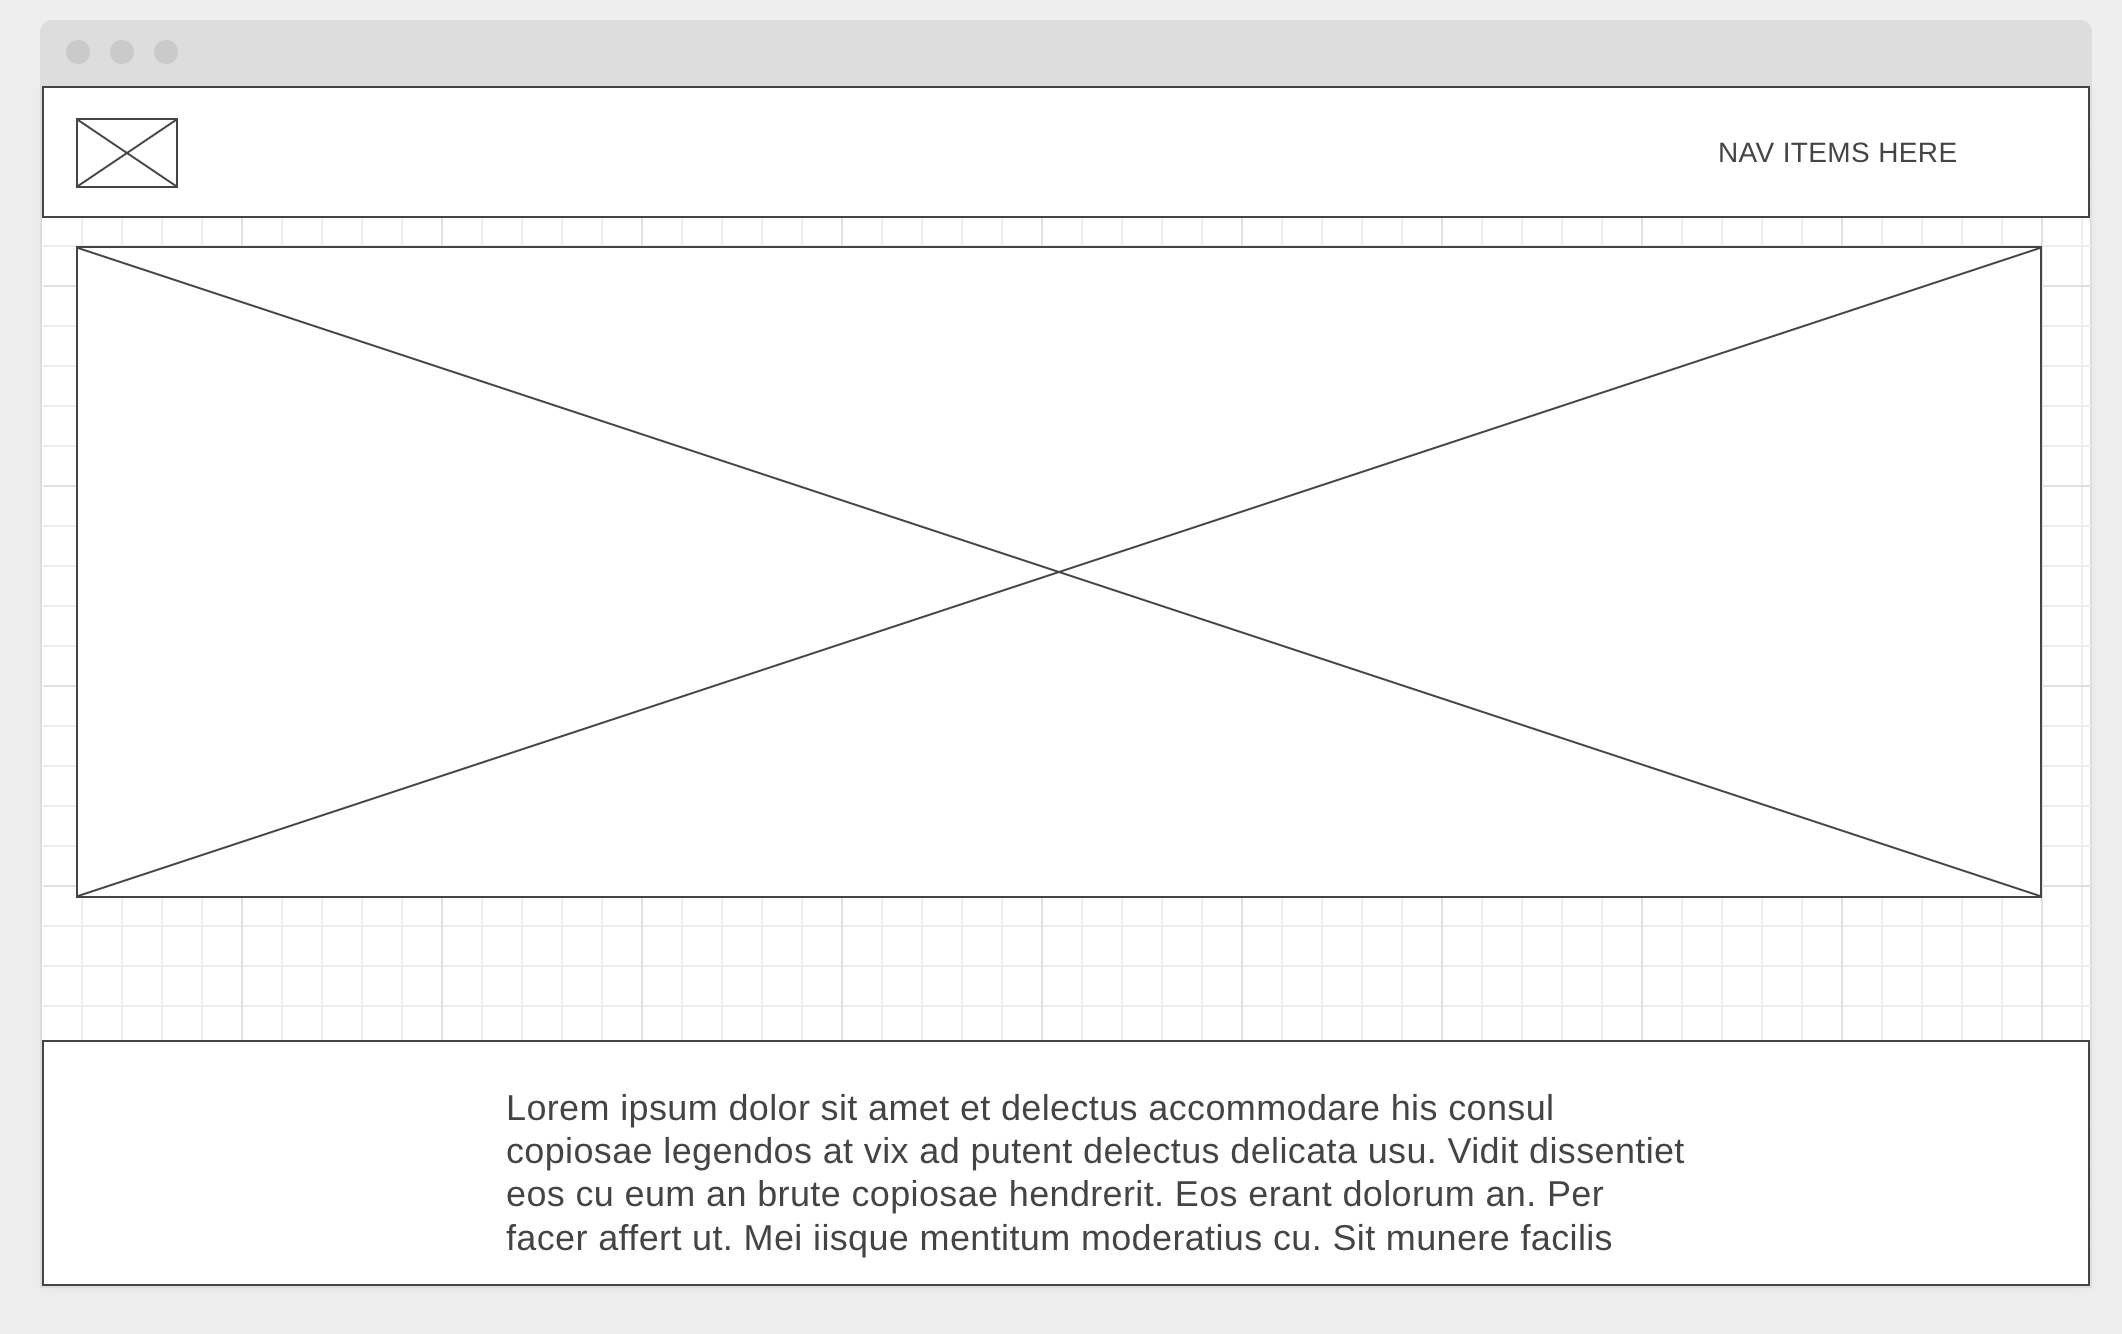 NAV ITEMS HERE
Lorem ipsum dolor sit amet et delectus accommodare his consul
copiosae legendos at vix ad putent delectus delicata usu. Vidit dissentiet
eos cu eum an brute copiosae hendrerit. Eos erant dolorum an. Per
facer affert ut. Mei iisque mentitum moderatius cu. Sit munere facilis